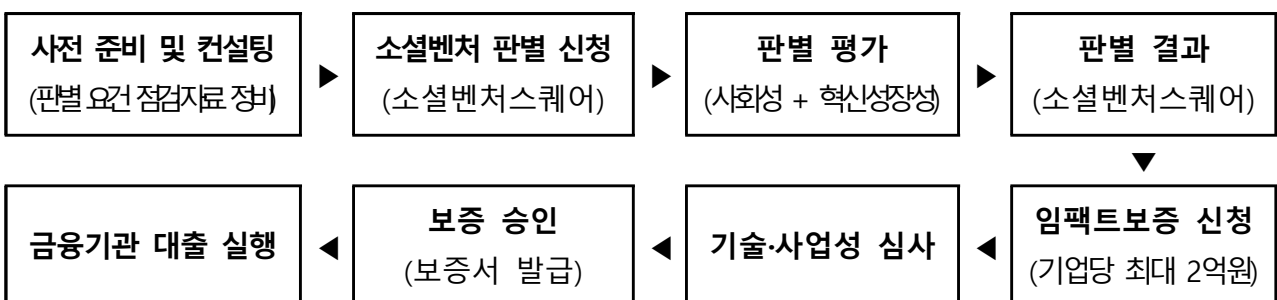 사전 준비 및 컨설팅
(판별 요건 점검자료 정비)
▶
소셜벤처 판별 신청
(소셜벤처스퀘어)
▶
판별 평가
(사회성 + 혁신성장성)
▶
판별 결과
(소셜벤처스퀘어)
▼
임팩트보증 신청
(기업당 최대 2억원)
◀
기술·사업성 심사
◀
보증 승인
(보증서 발급)
◀
금융기관 대출 실행